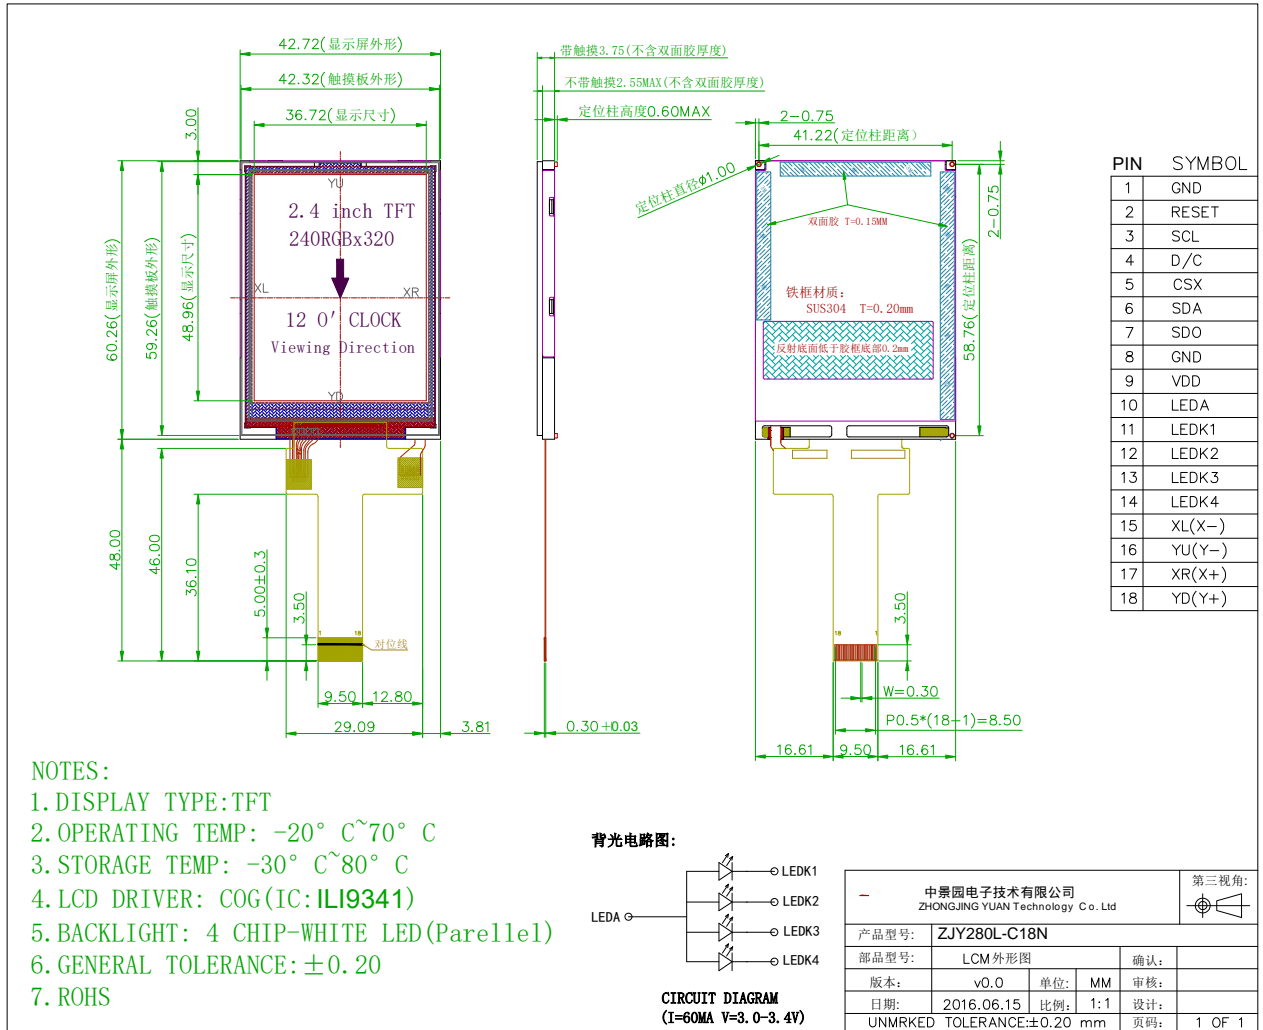 42.72(显示屏外形)
42.32(触摸板外形)
36.72(显示尺寸)
3.00
60.26(显示屏外形)
59.26(触摸板外形)
48.96(显示尺寸)
YU
2.4 inch TFT
240RGBx320
XL
XR
12 O' CLOCK
Viewing Direction
YD
48.00
46.00
36.10
5.00±0.3
3.50
1
18
对位线
9.50
12.80
29.09
3.81
带触摸3.75(不含双面胶厚度)
不带触摸2.55MAX(不含双面胶厚度)
定位柱高度0.60MAX
0.30±0.03
2-0.75
41.22(定位柱距离)
定位柱直径ø1.00
2-0.75
双面胶 T=0.15MM
铁框材质:
SUS304 T=0.20mm
反射底面低于胶框底部0.2mm
58.76(定位柱距离)
18
1
3.50
W=0.30
P0.5*(18-1)=8.50
16.61
9.50
16.61
PIN SYMBOL
1 GND
2 RESET
3 SCL
4 D/C
5 CSX
6 SDA
7 SDO
8 GND
9 VDD
10 LEDA
11 LEDK1
12 LEDK2
13 LEDK3
14 LEDK4
15 XL(X-)
16 YU(Y-)
17 XR(X+)
18 YD(Y+)
NOTES:
1.DISPLAY TYPE:TFT
2.OPERATING TEMP: -20° C~70° C
3.STORAGE TEMP: -30° C~80° C
4.LCD DRIVER: COG(IC:ILI9341)
5.BACKLIGHT: 4 CHIP-WHITE LED(Parellel)
6.GENERAL TOLERANCE:±0.20
7.ROHS
背光电路图:
LEDA
LEDK1
LEDK2
LEDK3
LEDK4
CIRCUIT DIAGRAM
(I=60MA V=3.0-3.4V)
中景园电子技术有限公司
ZHONGJING YUAN Technology Co.Ltd
第三视角:
产品型号: ZJY280L-C18N
部品型号: LCM外形图 确认:
版本: v0.0 单位: MM 审核:
日期: 2016.06.15 比例: 1:1 设计:
UNMRKED TOLERANCE:±0.20 mm 页码: 1 OF 1